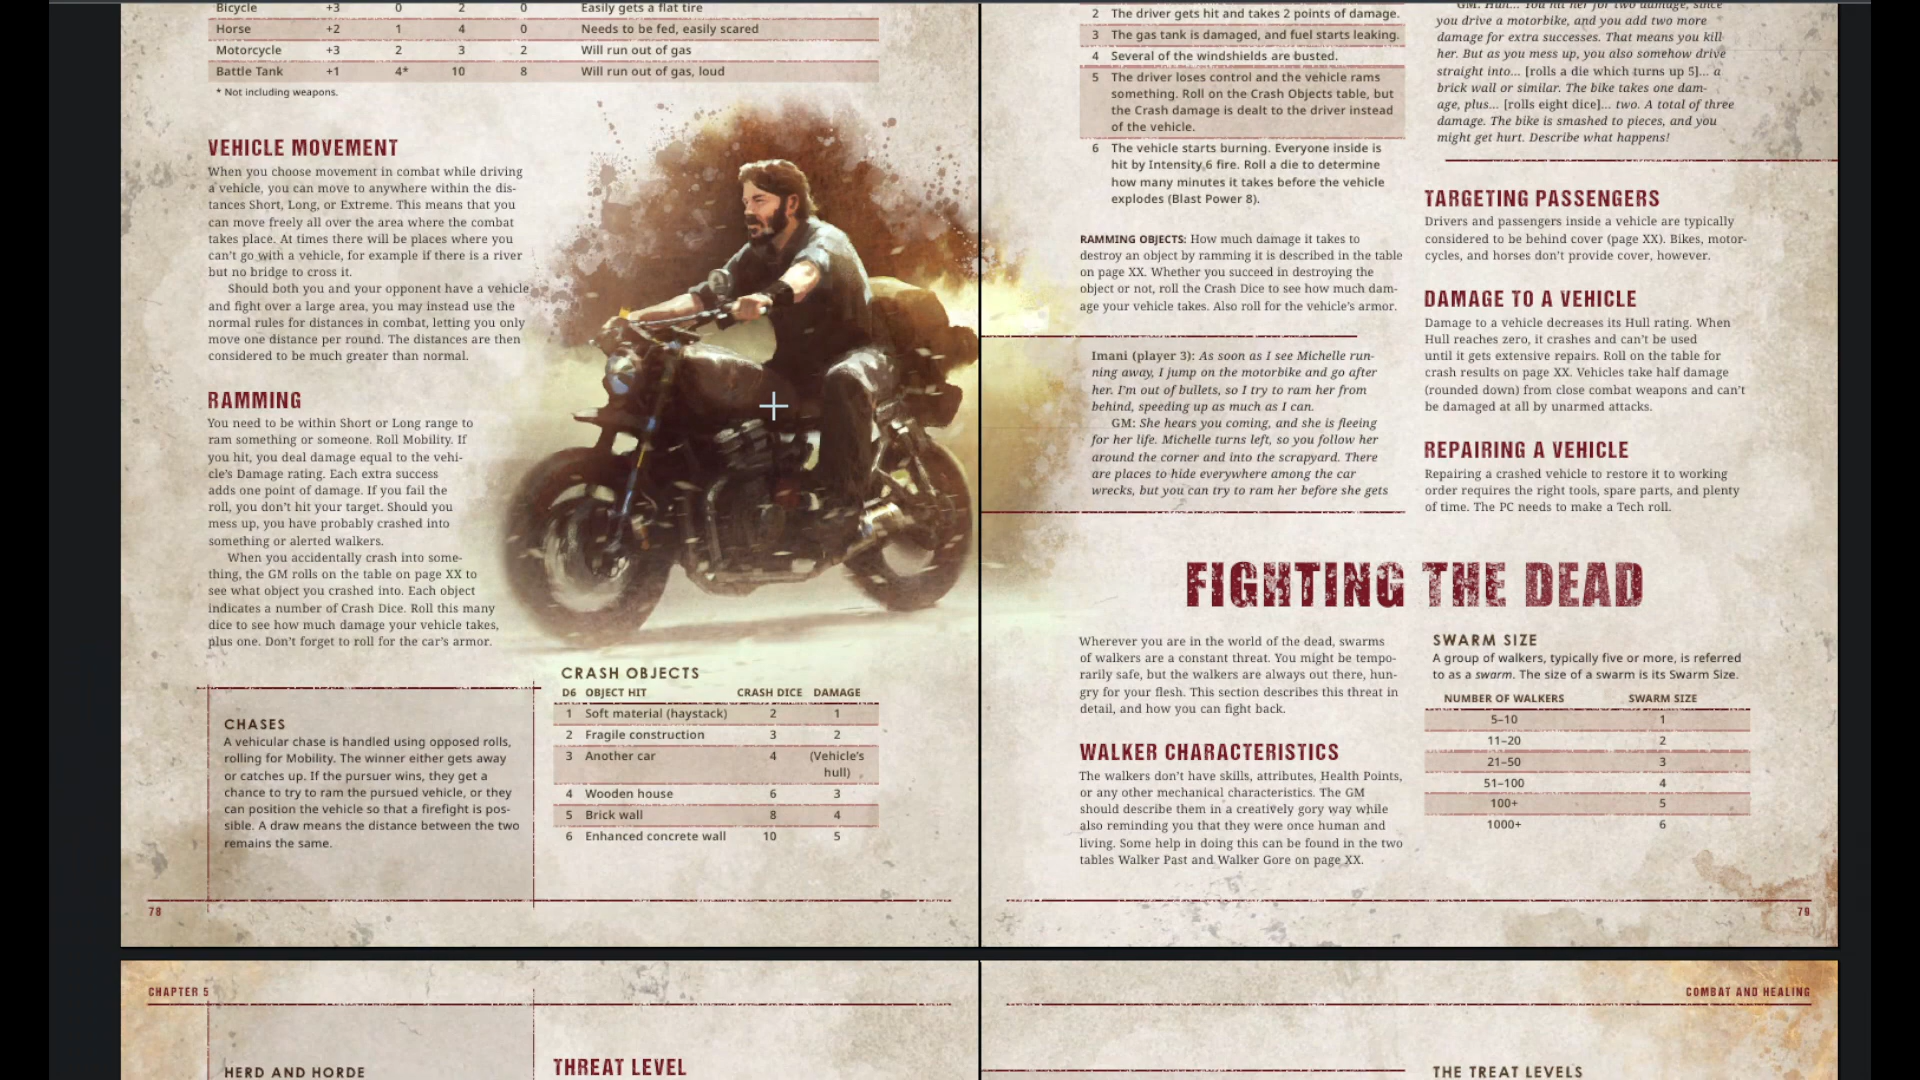 Bicycle +3 0 2 0 Easily gets a flat tire
Horse +2 1 4 0 Needs to be fed, easily scared
Motorcycle +3 2 3 2 Will run out of gas
Battle Tank +1 4* 10 8 Will run out of gas, loud
* Not including weapons.
VEHICLE MOVEMENT
When you choose movement in combat while driving
a vehicle, you can move to anywhere within the dis-
tances Short, Long, or Extreme. This means that you
can move freely all over the area where the combat
takes place. At times there will be places where you
can't go with a vehicle, for example if there is a river
but no bridge to cross it.
Should both you and your opponent have a vehicle
and fight over a large area, you may instead use the
normal rules for distances in combat, letting you only
move one distance per round. The distances are then
considered to be much greater than normal.
RAMMING
You need to be within Short or Long range to
ram something or someone. Roll Mobility. If
you hit, you deal damage equal to the vehi-
cle's Damage rating. Each extra success
adds one point of damage. If you fail the
roll, you don't hit your target. Should you
mess up, you have probably crashed into
something or alerted walkers.
When you accidentally crash into some-
thing, the GM rolls on the table on page XX to
see what object you crashed into. Each object
indicates a number of Crash Dice. Roll this many
dice to see how much damage your vehicle takes,
plus one. Don't forget to roll for the car's armor.
CHASES
A vehicular chase is handled using opposed rolls,
rolling for Mobility. The winner either gets away
or catches up. If the pursuer wins, they get a
chance to try to ram the pursued vehicle, or they
can position the vehicle so that a firefight is pos-
sible. A draw means the distance between the two
remains the same.
CRASH OBJECTS
D6 OBJECT HIT CRASH DICE DAMAGE
1 Soft material (haystack) 2 1
2 Fragile construction 3 2
3 Another car 4 (Vehicle's
hull)
4 Wooden house 6 3
5 Brick wall 8 4
6 Enhanced concrete wall 10 5
78
2 The driver gets hit and takes 2 points of damage.
3 The gas tank is damaged, and fuel starts leaking.
4 Several of the windshields are busted.
5 The driver loses control and the vehicle rams
something. Roll on the Crash Objects table, but
the Crash damage is dealt to the driver instead
of the vehicle.
6 The vehicle starts burning. Everyone inside is
hit by Intensity 6 fire. Roll a die to determine
how many minutes it takes before the vehicle
explodes (Blast Power 8).
RAMMING OBJECTS: How much damage it takes to
destroy an object by ramming it is described in the table
on page XX. Whether you succeed in destroying the
object or not, roll the Crash Dice to see how much dam-
age your vehicle takes. Also roll for the vehicle's armor.
Imani (player 3): As soon as I see Michelle run-
ning away, I jump on the motorbike and go after
her. I'm out of bullets, so I try to ram her from
behind, speeding up as much as I can.
GM: She hears you coming, and she is fleeing
for her life. Michelle turns left, so you follow her
around the corner and into the scrapyard. There
are places to hide everywhere among the car
wrecks, but you can try to ram her before she gets
GM: Huh... You hit her for two damage, since
you drive a motorbike, and you add two more
damage for extra successes. That means you kill
her. But as you mess up, you also somehow drive
straight into... [rolls a die which turns up 5]... a
brick wall or similar. The bike takes one dam-
age, plus... [rolls eight dice]... two. A total of three
damage. The bike is smashed to pieces, and you
might get hurt. Describe what happens!
TARGETING PASSENGERS
Drivers and passengers inside a vehicle are typically
considered to be behind cover (page XX). Bikes, motor-
cycles, and horses don't provide cover, however.
DAMAGE TO A VEHICLE
Damage to a vehicle decreases its Hull rating. When
Hull reaches zero, it crashes and can't be used
until it gets extensive repairs. Roll on the table for
crash results on page XX. Vehicles take half damage
(rounded down) from close combat weapons and can't
be damaged at all by unarmed attacks.
REPAIRING A VEHICLE
Repairing a crashed vehicle to restore it to working
order requires the right tools, spare parts, and plenty
of time. The PC needs to make a Tech roll.
FIGHTING THE DEAD
Wherever you are in the world of the dead, swarms
of walkers are a constant threat. You might be tempo-
rarily safe, but the walkers are always out there, hun-
gry for your flesh. This section describes this threat in
detail, and how you can fight back.
WALKER CHARACTERISTICS
The walkers don't have skills, attributes, Health Points,
or any other mechanical characteristics. The GM
should describe them in a creatively gory way while
also reminding you that they were once human and
living. Some help in doing this can be found in the two
tables Walker Past and Walker Gore on page XX.
SWARM SIZE
A group of walkers, typically five or more, is referred
to as a swarm. The size of a swarm is its Swarm Size.
NUMBER OF WALKERS SWARM SIZE
5–10 1
11–20 2
21–50 3
51–100 4
100+ 5
1000+ 6
79
CHAPTER 5
HERD AND HORDE
THREAT LEVEL
COMBAT AND HEALING
THE TREAT LEVELS